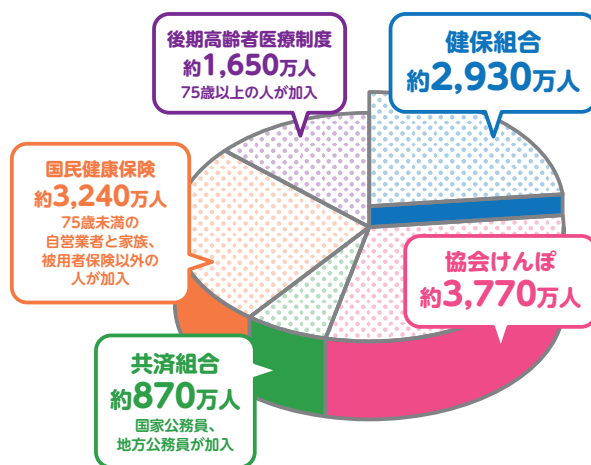 後期高齢者医療制度
約1,650万人
75歳以上の人が加入
健保組合
約2,930万人
国民健康保険
約3,240万人
75歳未満の
自営業者と家族、
被用者保険以外の
人が加入
協会けんぽ
約3,770万人
共済組合
約870万人
国家公務員、
地方公務員が加入